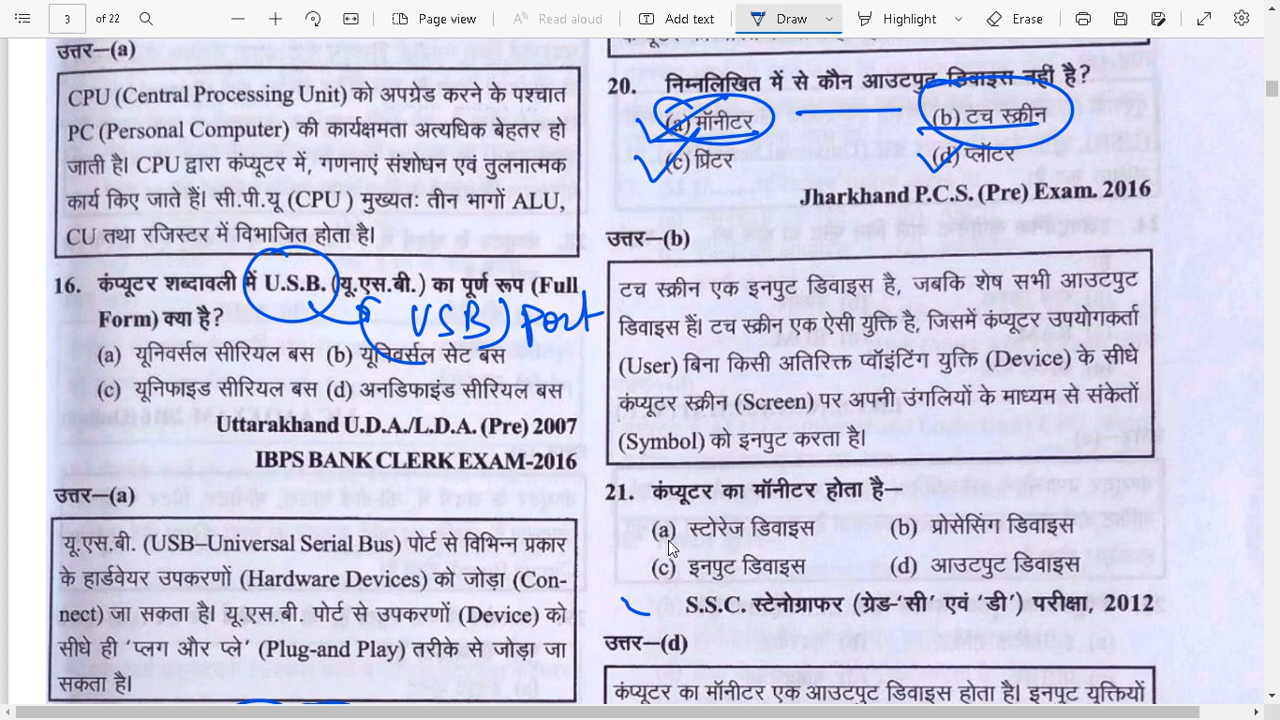 3 of 22
Page view
Read aloud
Add text
Draw
Highlight
Erase
उत्तर—(a)
CPU (Central Processing Unit) को अपग्रेड करने के पश्चात
PC (Personal Computer) की कार्यक्षमता अत्यधिक बेहतर हो
जाती है। CPU द्वारा कंप्यूटर में, गणनाएं संशोधन एवं तुलनात्मक
कार्य किए जाते है। सी.पी.यू (CPU ) मुख्यतः तीन भागों ALU,
CU तथा रजिस्टर में विभाजित होता है।
16. कंप्यूटर शब्दावली में U.S.B. (यू.एस.बी.) का पूर्ण रूप (Full
Form) क्या है?
(USB) Port
(a) यूनिवर्सल सीरियल बस (b) यूनिवर्सल सेट बस
(c) यूनिफाइड सीरियल बस (d) अनडिफाईंड सीरियल बस
Uttarakhand U.D.A./L.D.A. (Pre) 2007
IBPS BANK CLERK EXAM-2016
उत्तर—(a)
यू.एस.बी. (USB–Universal Serial Bus) पोर्ट से विभिन्न प्रकार
के हार्डवेयर उपकरणों (Hardware Devices) को जोड़ा (Con-
nect) जा सकता है। यू.एस.बी. पोर्ट से उपकरणों (Device) को
सीधे ही 'प्लग और प्ले' (Plug-and Play) तरीके से जोड़ा जा
सकता है।
20. निम्नलिखित में से कौन आउटपुट डिवाइस नहीं है?
(a) मॉनीटर (b) टच स्क्रीन
(c) प्रिंटर (d) प्लॉटर
Jharkhand P.C.S. (Pre) Exam. 2016
उत्तर—(b)
टच स्क्रीन एक इनपुट डिवाइस है, जबकि शेष सभी आउटपुट
डिवाइस हैं। टच स्क्रीन एक ऐसी युक्ति है, जिसमें कंप्यूटर उपयोगकर्ता
(User) बिना किसी अतिरिक्त प्वॉइंटिंग युक्ति (Device) के सीधे
कंप्यूटर स्क्रीन (Screen) पर अपनी उंगलियों के माध्यम से संकेतों
(Symbol) को इनपुट करता है।
21. कंप्यूटर का मॉनीटर होता है–
(a) स्टोरेज डिवाइस (b) प्रोसेसिंग डिवाइस
(c) इनपुट डिवाइस (d) आउटपुट डिवाइस
S.S.C. स्टेनोग्राफर (ग्रेड-'सी' एवं 'डी') परीक्षा, 2012
उत्तर—(d)
कंप्यूटर का मॉनीटर एक आउटपुट डिवाइस होता है। इनपुट युक्तियों